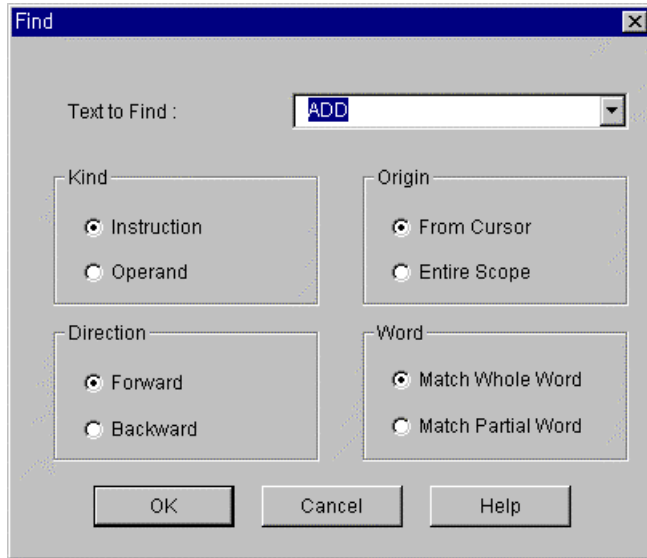 Find
Text to Find :
ADD
Kind
Instruction
Operand
Origin
From Cursor
Entire Scope
Direction
Forward
Backward
Word
Match Whole Word
Match Partial Word
OK
Cancel
Help